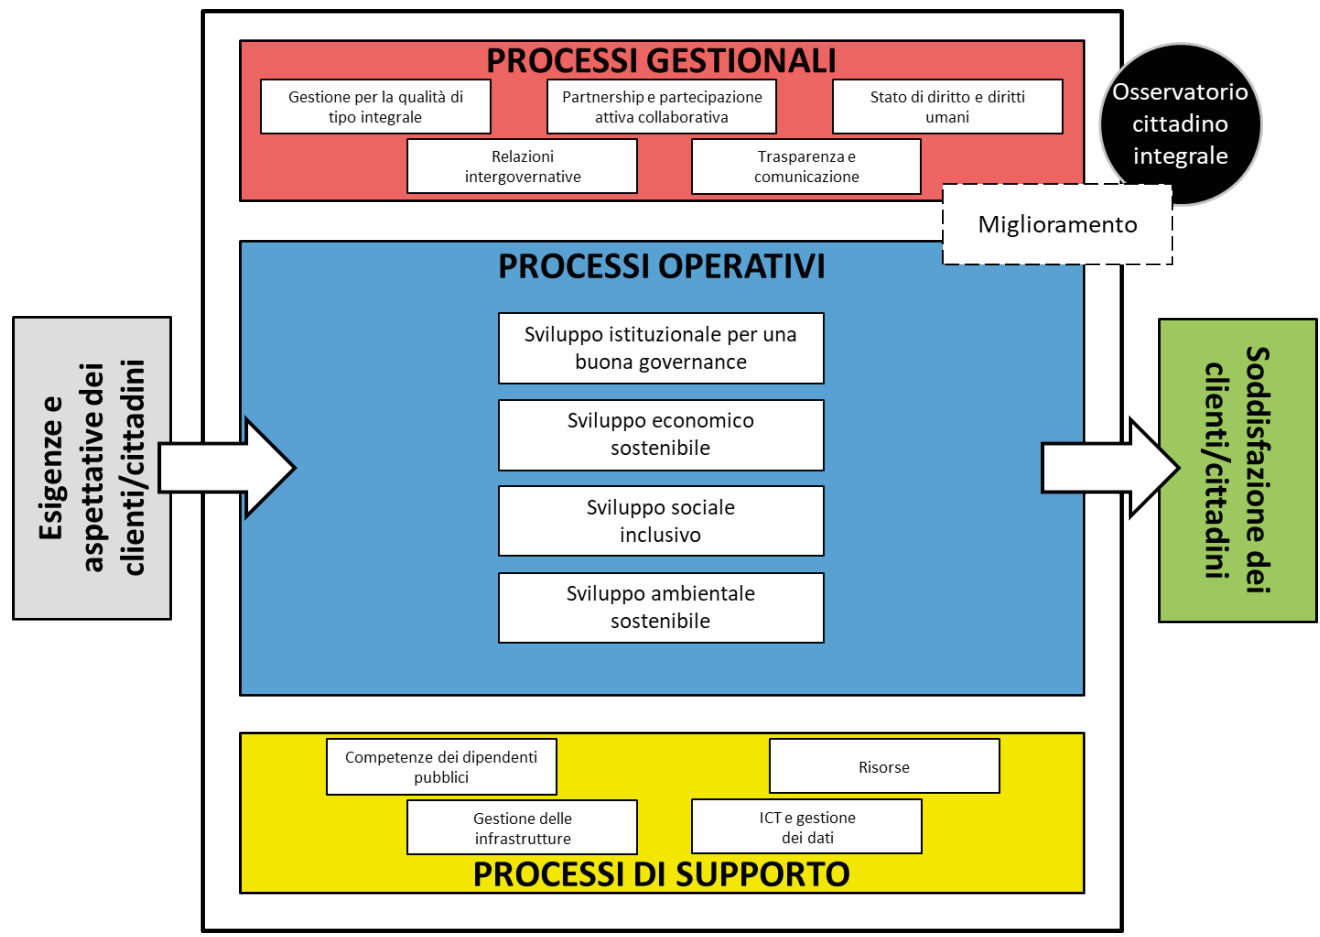 PROCESSI GESTIONALI
Gestione per la qualità di
tipo integrale
Partnership e partecipazione
attiva collaborativa
Stato di diritto e diritti
umani
Relazioni
intergovernative
Trasparenza e
comunicazione
Osservatorio
cittadino
integrale
Miglioramento
PROCESSI OPERATIVI
Sviluppo istituzionale per una
buona governance
Sviluppo economico
sostenibile
Sviluppo sociale
inclusivo
Sviluppo ambientale
sostenibile
Esigenze e
aspettative dei
clienti/cittadini
Soddisfazione dei
clienti/cittadini
Competenze dei dipendenti
pubblici
Risorse
Gestione delle
infrastrutture
ICT e gestione
dei dati
PROCESSI DI SUPPORTO